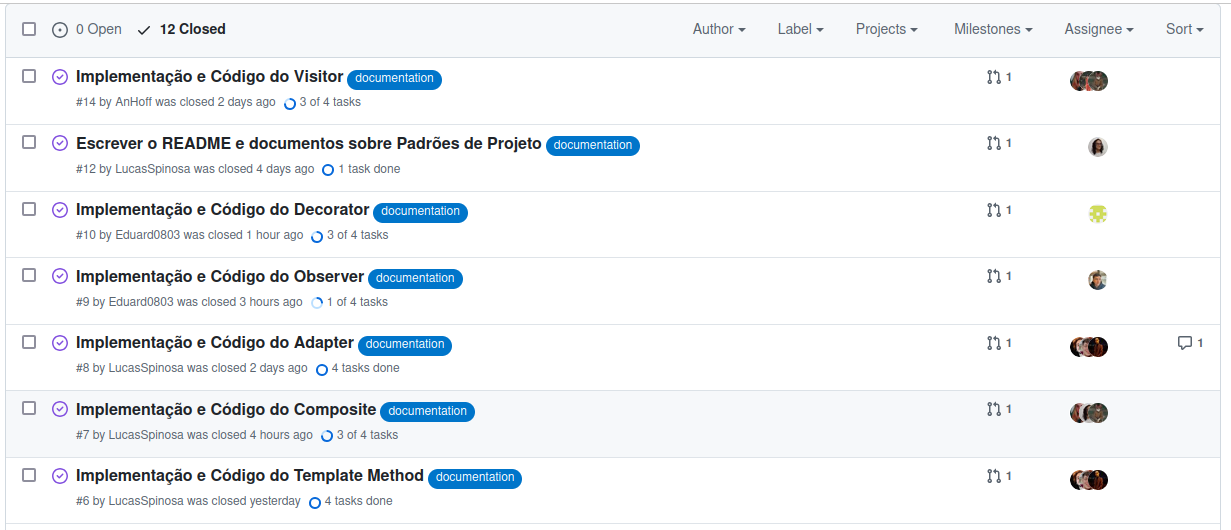 0 Open 12 Closed Author Label Projects Milestones Assignee Sort
Implementação e Código do Visitor documentation 1
#14 by AnHoff was closed 2 days ago 3 of 4 tasks
Escrever o README e documentos sobre Padrões de Projeto documentation 1
#12 by LucasSpinosa was closed 4 days ago 1 task done
Implementação e Código do Decorator documentation 1
#10 by Eduard0803 was closed 1 hour ago 3 of 4 tasks
Implementação e Código do Observer documentation 1
#9 by Eduard0803 was closed 3 hours ago 1 of 4 tasks
Implementação e Código do Adapter documentation 1 1
#8 by LucasSpinosa was closed 2 days ago 4 tasks done
Implementação e Código do Composite documentation 1
#7 by LucasSpinosa was closed 4 hours ago 3 of 4 tasks
Implementação e Código do Template Method documentation 1
#6 by LucasSpinosa was closed yesterday 4 tasks done